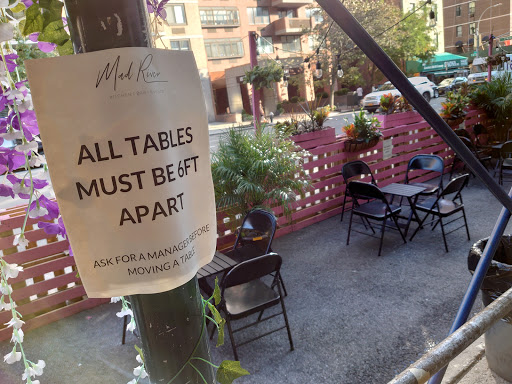 Mad River
ALL TABLES
MUST BE 6FT
APART
ASK FOR A MANAGER BEFORE
MOVING A TABLE